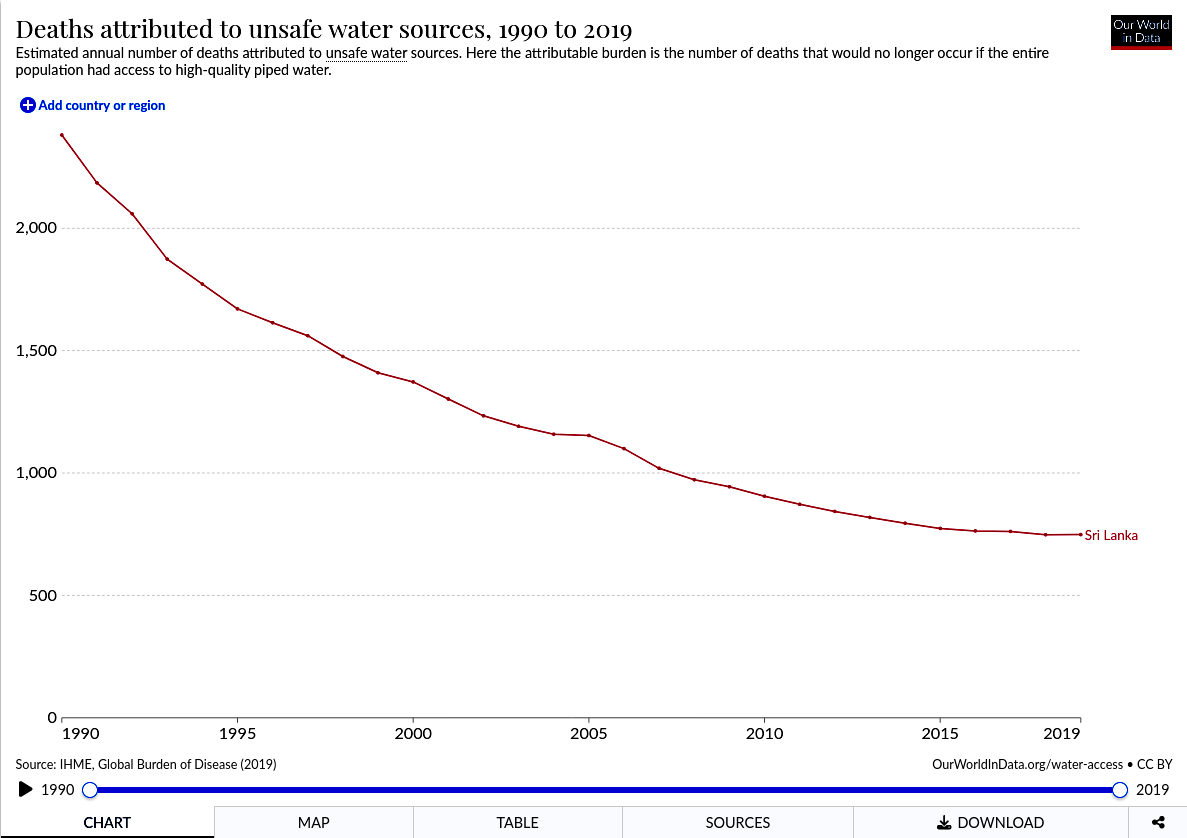 Deaths attributed to unsafe water sources, 1990 to 2019
Our World
in Data
Estimated annual number of deaths attributed to unsafe water sources. Here the attributable burden is the number of deaths that would no longer occur if the entire
population had access to high-quality piped water.
Add country or region
2,000
1,500
1,000
500
0
Sri Lanka
1990 1995 2000 2005 2010 2015 2019
Source: IHME, Global Burden of Disease (2019)
OurWorldInData.org/water-access • CC BY
1990 2019
CHART MAP TABLE SOURCES DOWNLOAD